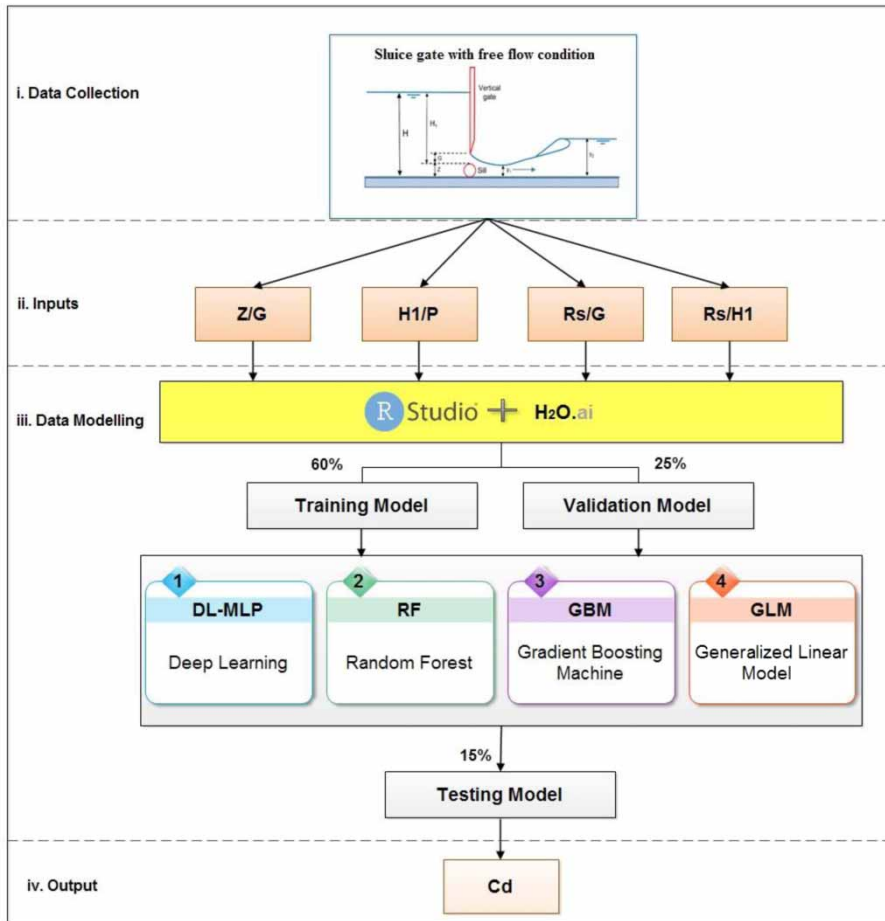 i. Data Collection
Sluice gate with free flow condition
Vertical
gate
H
H₁
G
Z
Sill
ii. Inputs
Z/G
H1/P
Rs/G
Rs/H1
iii. Data Modelling
R Studio + H2O.ai
60%
25%
Training Model
Validation Model
1
2
3
4
DL-MLP
RF
GBM
GLM
Deep Learning
Random Forest
Gradient Boosting
Machine
Generalized Linear
Model
15%
Testing Model
iv. Output
Cd